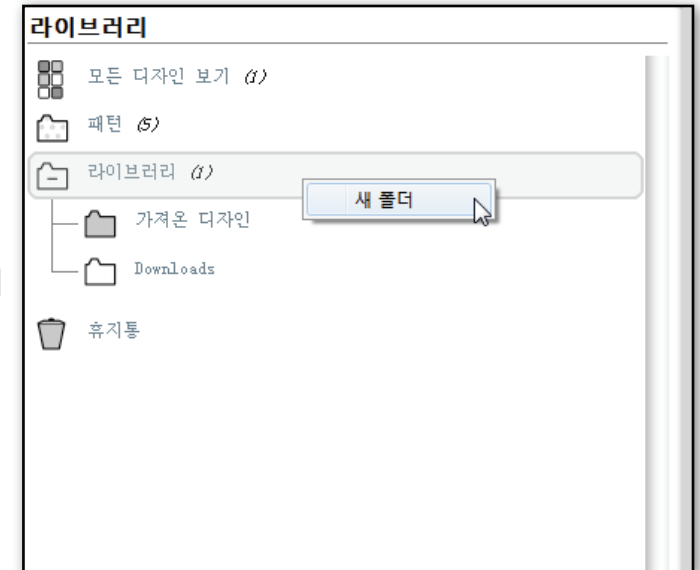 라이브러리
모든 디자인 보기 (1)
패턴 (5)
라이브러리 (1)
새 폴더
가져온 디자인
Downloads
휴지통